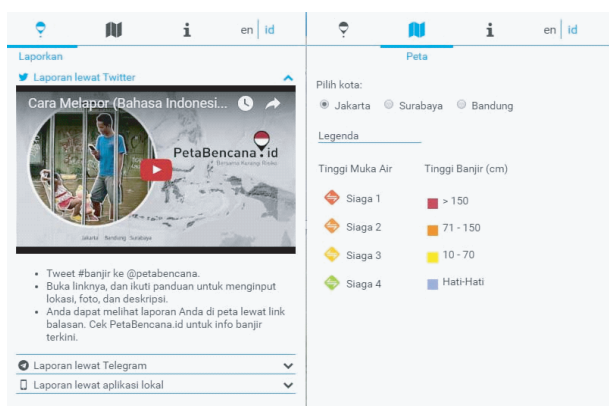 en id
Laporkan
Laporan lewat Twitter
Cara Melapor (Bahasa Indonesi...
PetaBencana.id
Jakarta Bandung Surabaya
Tweet #banjir ke @petabencana.
Buka linknya, dan ikuti panduan untuk menginput
lokasi, foto, dan deskripsi.
Anda dapat melihat laporan Anda di peta lewat link
balasan. Cek PetaBencana.id untuk info banjir
terkini.
Laporan lewat Telegram
Laporan lewat aplikasi lokal
en id
Peta
Pilih kota:
Jakarta Surabaya Bandung
Legenda
Tinggi Muka Air Tinggi Banjir (cm)
Siaga 1 > 150
Siaga 2 71 - 150
Siaga 3 10 - 70
Siaga 4 Hati-Hati